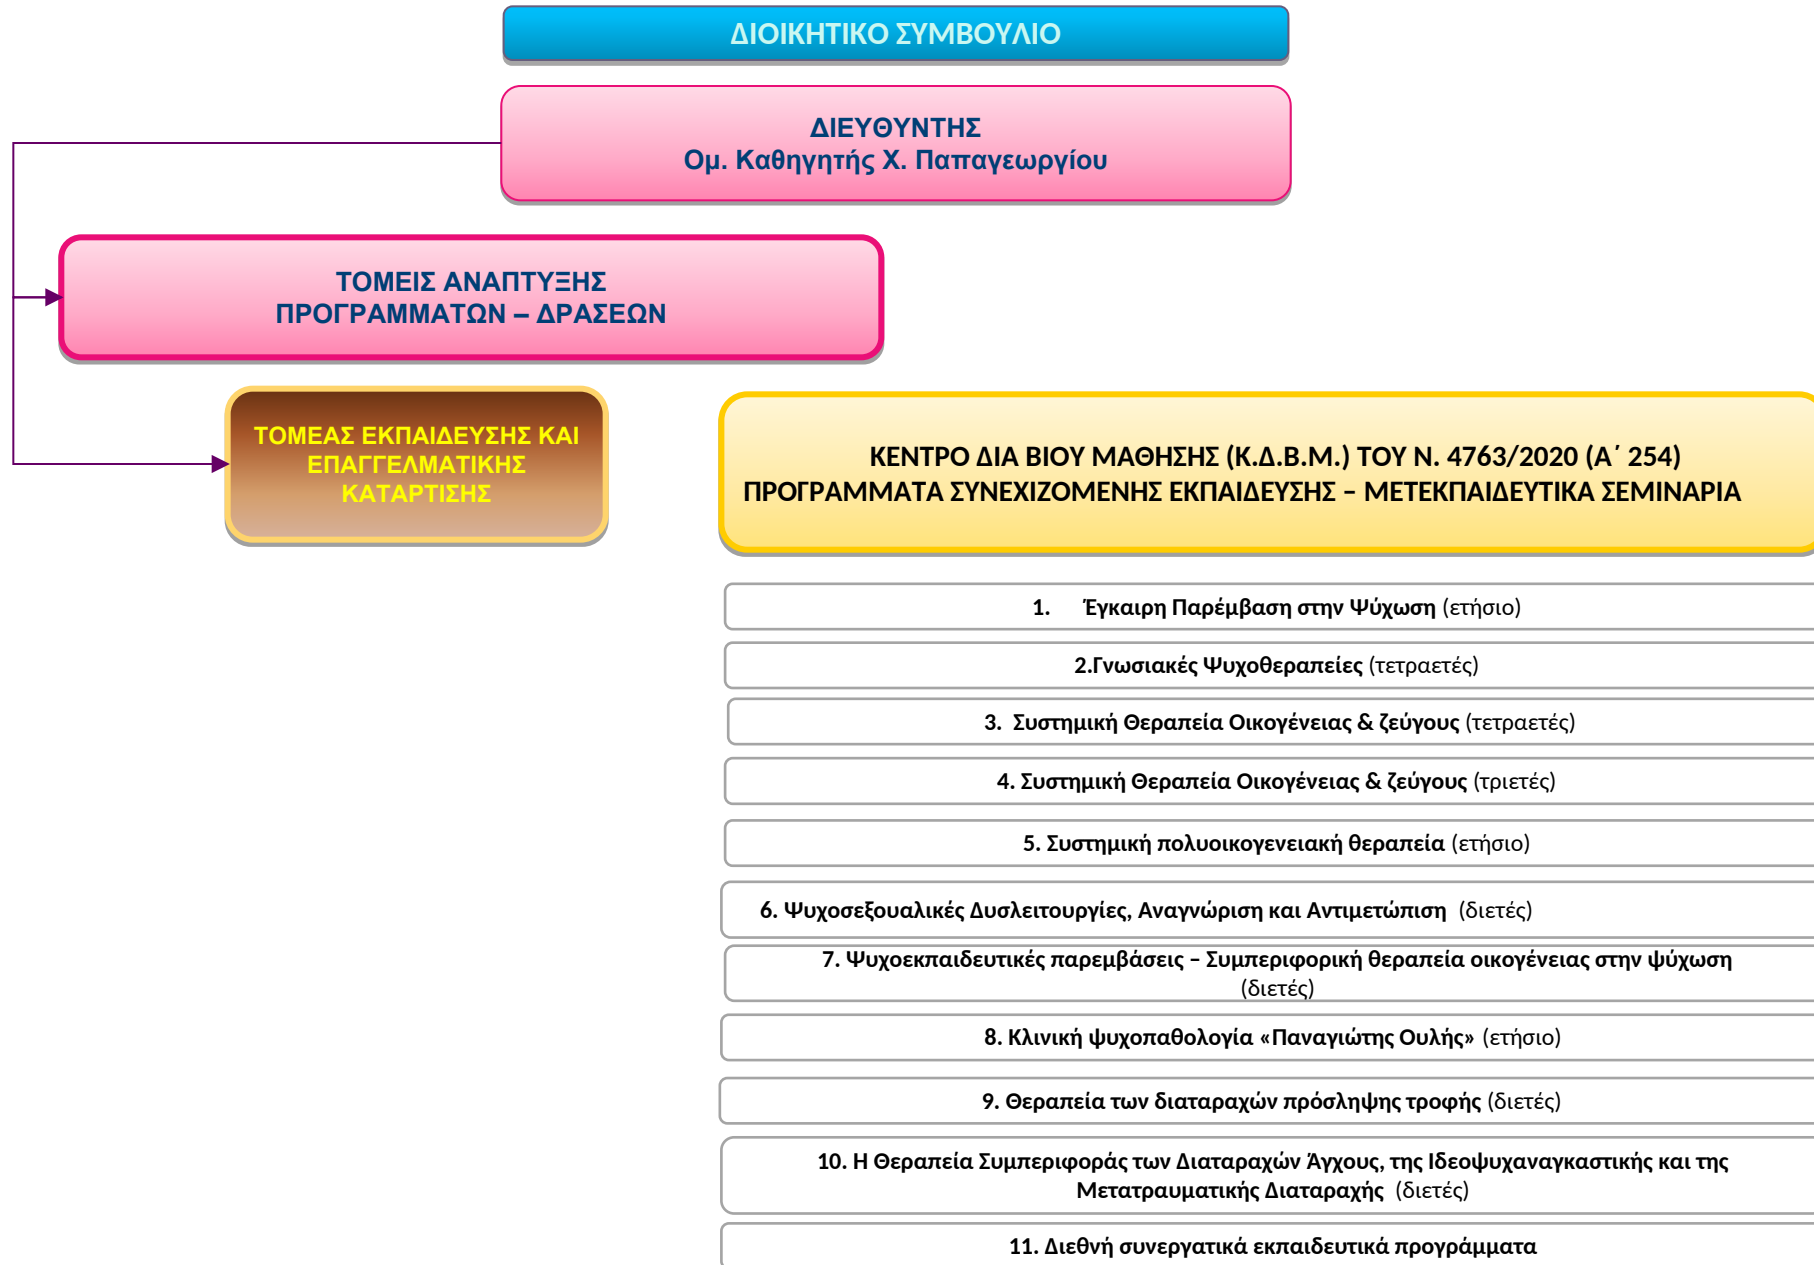 ΔΙΟΙΚΗΤΙΚΟ ΣΥΜΒΟΥΛΙΟ
ΔΙΕΥΘΥΝΤΗΣ
Ομ. Καθηγητής Χ. Παπαγεωργίου
ΤΟΜΕΙΣ ΑΝΑΠΤΥΞΗΣ
ΠΡΟΓΡΑΜΜΑΤΩΝ – ΔΡΑΣΕΩΝ
ΤΟΜΕΑΣ ΕΚΠΑΙΔΕΥΣΗΣ ΚΑΙ
ΕΠΑΓΓΕΛΜΑΤΙΚΗΣ
ΚΑΤΑΡΤΙΣΗΣ
ΚΕΝΤΡΟ ΔΙΑ ΒΙΟΥ ΜΑΘΗΣΗΣ (Κ.Δ.Β.Μ.) ΤΟΥ Ν. 4763/2020 (Α΄ 254)
ΠΡΟΓΡΑΜΜΑΤΑ ΣΥΝΕΧΙΖΟΜΕΝΗΣ ΕΚΠΑΙΔΕΥΣΗΣ – ΜΕΤΕΚΠΑΙΔΕΥΤΙΚΑ ΣΕΜΙΝΑΡΙΑ
1. Έγκαιρη Παρέμβαση στην Ψύχωση (ετήσιο)
2.Γνωσιακές Ψυχοθεραπείες (τετραετές)
3. Συστημική Θεραπεία Οικογένειας & ζεύγους (τετραετές)
4. Συστημική Θεραπεία Οικογένειας & ζεύγους (τριετές)
5. Συστημική πολυοικογενειακή θεραπεία (ετήσιο)
6. Ψυχοσεξουαλικές Δυσλειτουργίες, Αναγνώριση και Αντιμετώπιση (διετές)
7. Ψυχοεκπαιδευτικές παρεμβάσεις – Συμπεριφορική θεραπεία οικογένειας στην ψύχωση
(διετές)
8. Κλινική ψυχοπαθολογία «Παναγιώτης Ουλής» (ετήσιο)
9. Θεραπεία των διαταραχών πρόσληψης τροφής (διετές)
10. Η Θεραπεία Συμπεριφοράς των Διαταραχών Άγχους, της Ιδεοψυχαναγκαστικής και της
Μετατραυματικής Διαταραχής (διετές)
11. Διεθνή συνεργατικά εκπαιδευτικά προγράμματα